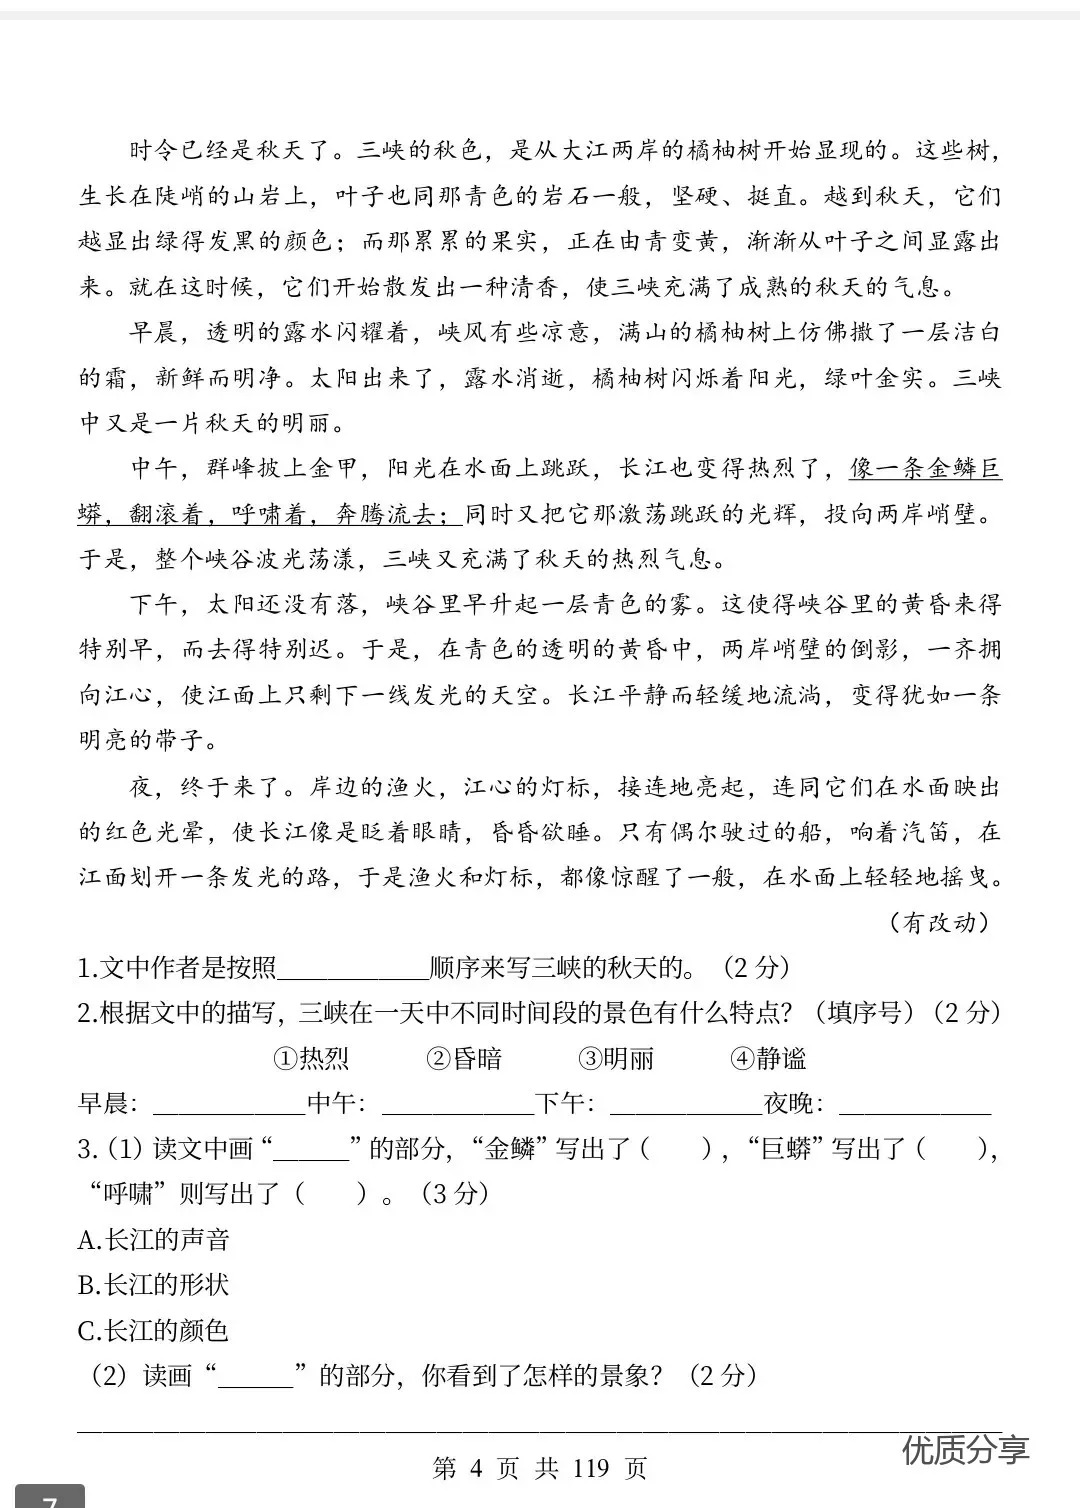 时令已经是秋天了。三峡的秋色，是从大江两岸的橘柚树开始显现的。这些树，
生长在陡峭的山岩上，叶子也同那青色的岩石一般，坚硬、挺直。越到秋天，它们
越显出绿得发黑的颜色；而那累累的果实，正在由青变黄，渐渐从叶子之间显露出
来。就在这时候，它们开始散发出一种清香，使三峡充满了成熟的秋天的气息。
早晨，透明的露水闪耀着，峡风有些凉意，满山的橘柚树上仿佛撒了一层洁白
的霜，新鲜而明净。太阳出来了，露水消逝，橘柚树闪烁着阳光，绿叶金实。三峡
中又是一片秋天的明丽。
中午，群峰披上金甲，阳光在水面上跳跃，长江也变得热烈了，像一条金鳞巨
蟒，翻滚着，呼啸着，奔腾流去；同时又把它那激荡跳跃的光辉，投向两岸峭壁。
于是，整个峡谷波光荡漾，三峡又充满了秋天的热烈气息。
下午，太阳还没有落，峡谷里早升起一层青色的雾。这使得峡谷里的黄昏来得
特别早，而去得特别迟。于是，在青色的透明的黄昏中，两岸峭壁的倒影，一齐拥
向江心，使江面上只剩下一线发光的天空。长江平静而轻缓地流淌，变得犹如一条
明亮的带子。
夜，终于来了。岸边的渔火，江心的灯标，接连地亮起，连同它们在水面映出
的红色光晕，使长江像是眨着眼睛，昏昏欲睡。只有偶尔驶过的船，响着汽笛，在
江面划开一条发光的路，于是渔火和灯标，都像惊醒了一般，在水面上轻轻地摇曳。
（有改动）
1.文中作者是按照____________顺序来写三峡的秋天的。（2 分）
2.根据文中的描写，三峡在一天中不同时间段的景色有什么特点？（填序号）（2 分）
①热烈 ②昏暗 ③明丽 ④静谧
早晨：____________中午：____________下午：____________夜晚：____________
3.（1）读文中画“______”的部分，“金鳞”写出了（ ），“巨蟒”写出了（ ），
“呼啸”则写出了（ ）。（3 分）
A.长江的声音
B.长江的形状
C.长江的颜色
（2）读画“______”的部分，你看到了怎样的景象？（2 分）
优质分享
第 4 页 共 119 页
7